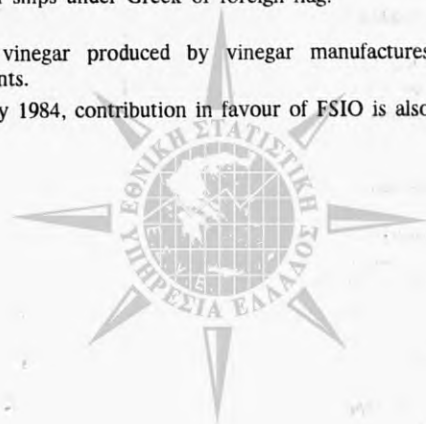 ships under Greek or foreign flag.
vinegar produced by vinegar manufactures
nts.
y 1984, contribution in favour of FSIO is also
ΕΘΝΙΚΗ ΣΤΑΤΙΣΤΙΚΗ
ΥΠΗΡΕΣΙΑ ΕΛΛΑΔΟΣ
Ε.Σ.Υ.Ε.